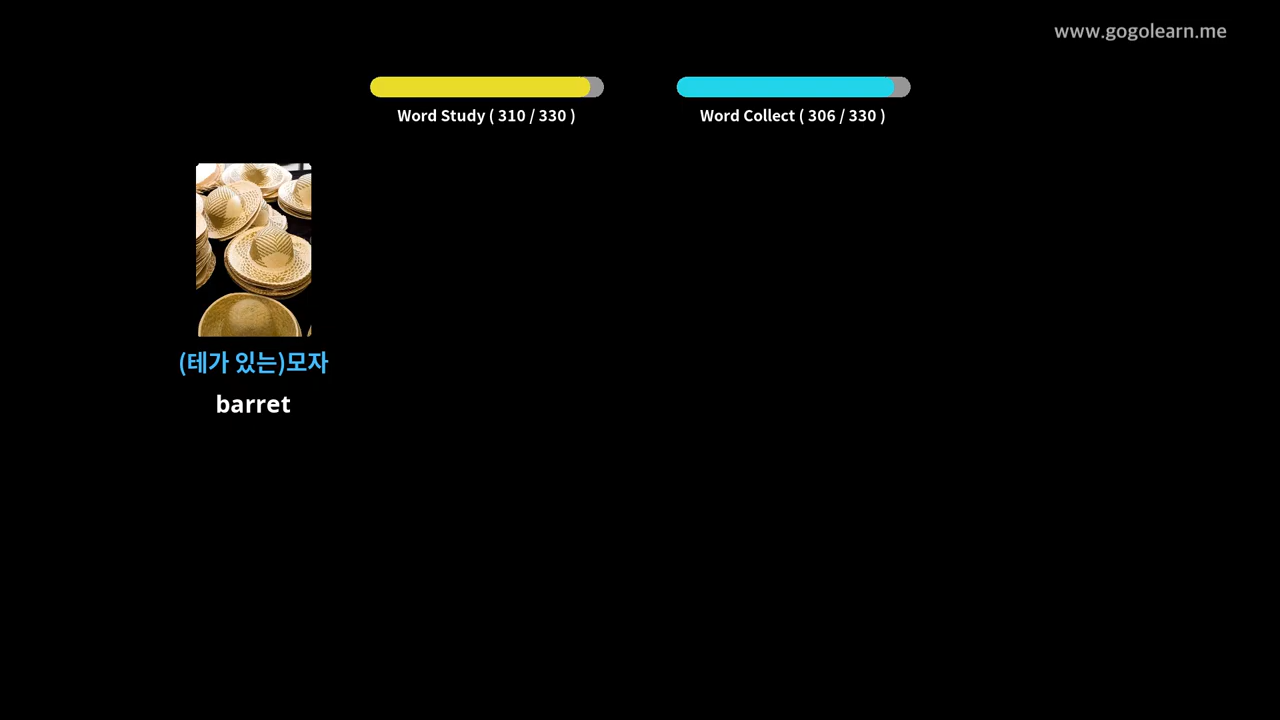 www.gogolearn.me
Word Study ( 310 / 330 )
Word Collect ( 306 / 330 )
(테가 있는)모자
barret